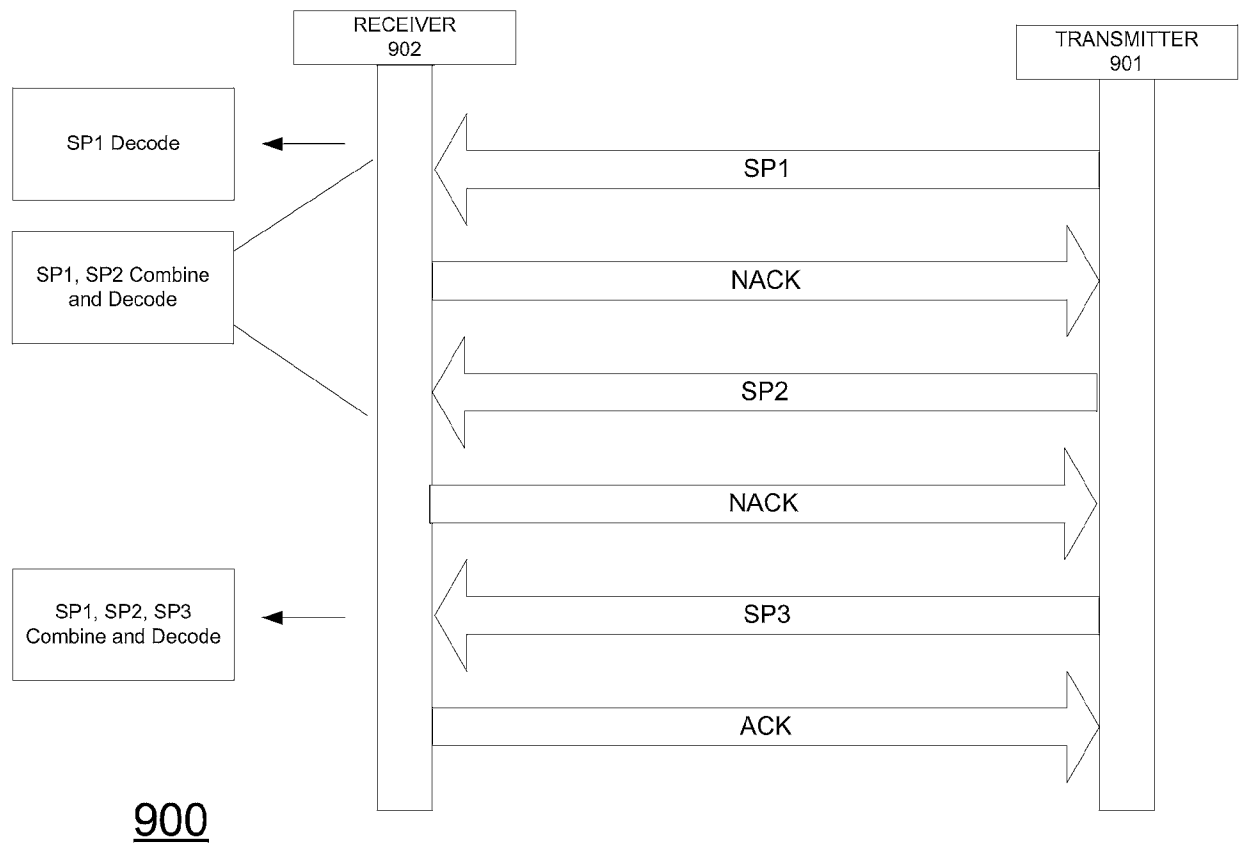 RECEIVER
902
TRANSMITTER
901
SP1 Decode
SP1
SP1, SP2 Combine
and Decode
NACK
SP2
NACK
SP1, SP2, SP3
Combine and Decode
SP3
ACK
900